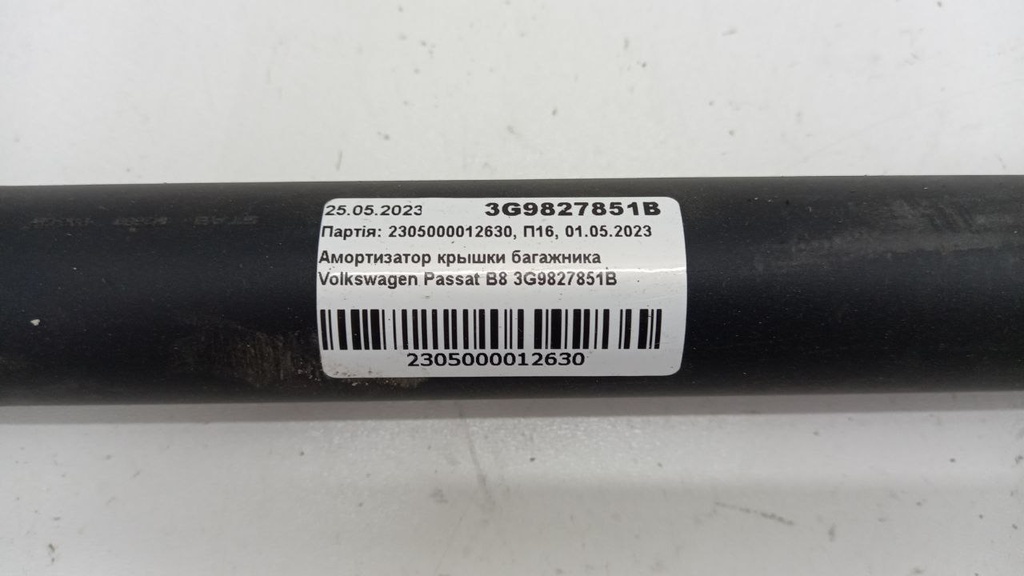 25.05.2023 3G9827851B
Партія: 2305000012630, П16, 01.05.2023
Амортизатор крышки багажника
Volkswagen Passat B8 3G9827851B
2305000012630